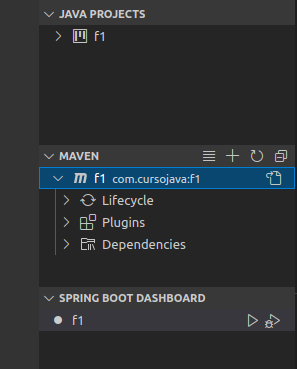 JAVA PROJECTS
f1
MAVEN
f1 com.cursojava:f1
Lifecycle
Plugins
Dependencies
SPRING BOOT DASHBOARD
f1